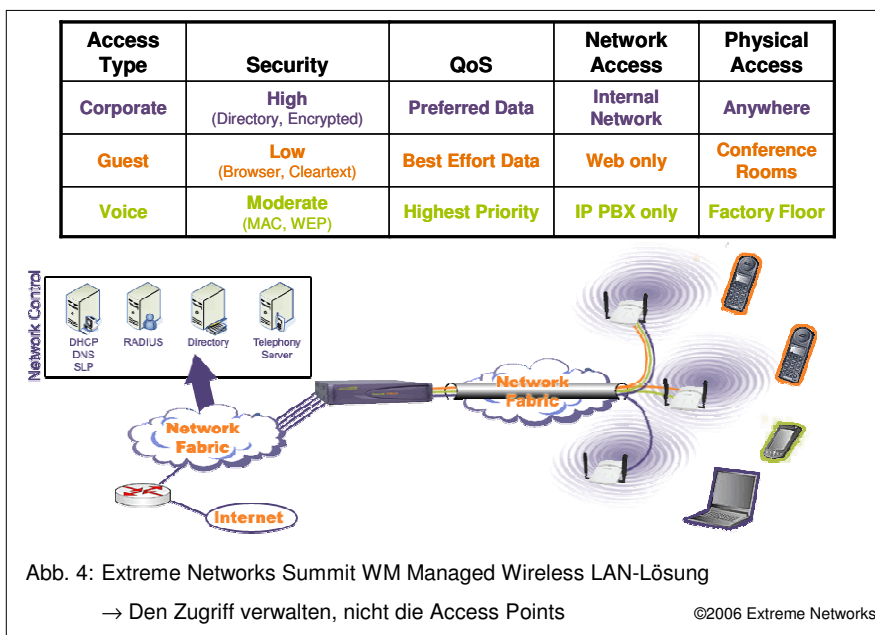 Access Type Security QoS Network Access Physical Access
Corporate High (Directory, Encrypted) Preferred Data Internal Network Anywhere
Guest Low (Browser, Cleartext) Best Effort Data Web only Conference Rooms
Voice Moderate (MAC, WEP) Highest Priority IP PBX only Factory Floor
Network Control
DHCP
DNS
SLP
RADIUS
Directory
Telephony
Server
Network
Fabric
Network
Fabric
Internet
Abb. 4: Extreme Networks Summit WM Managed Wireless LAN-Lösung
→ Den Zugriff verwalten, nicht die Access Points
©2006 Extreme Networks